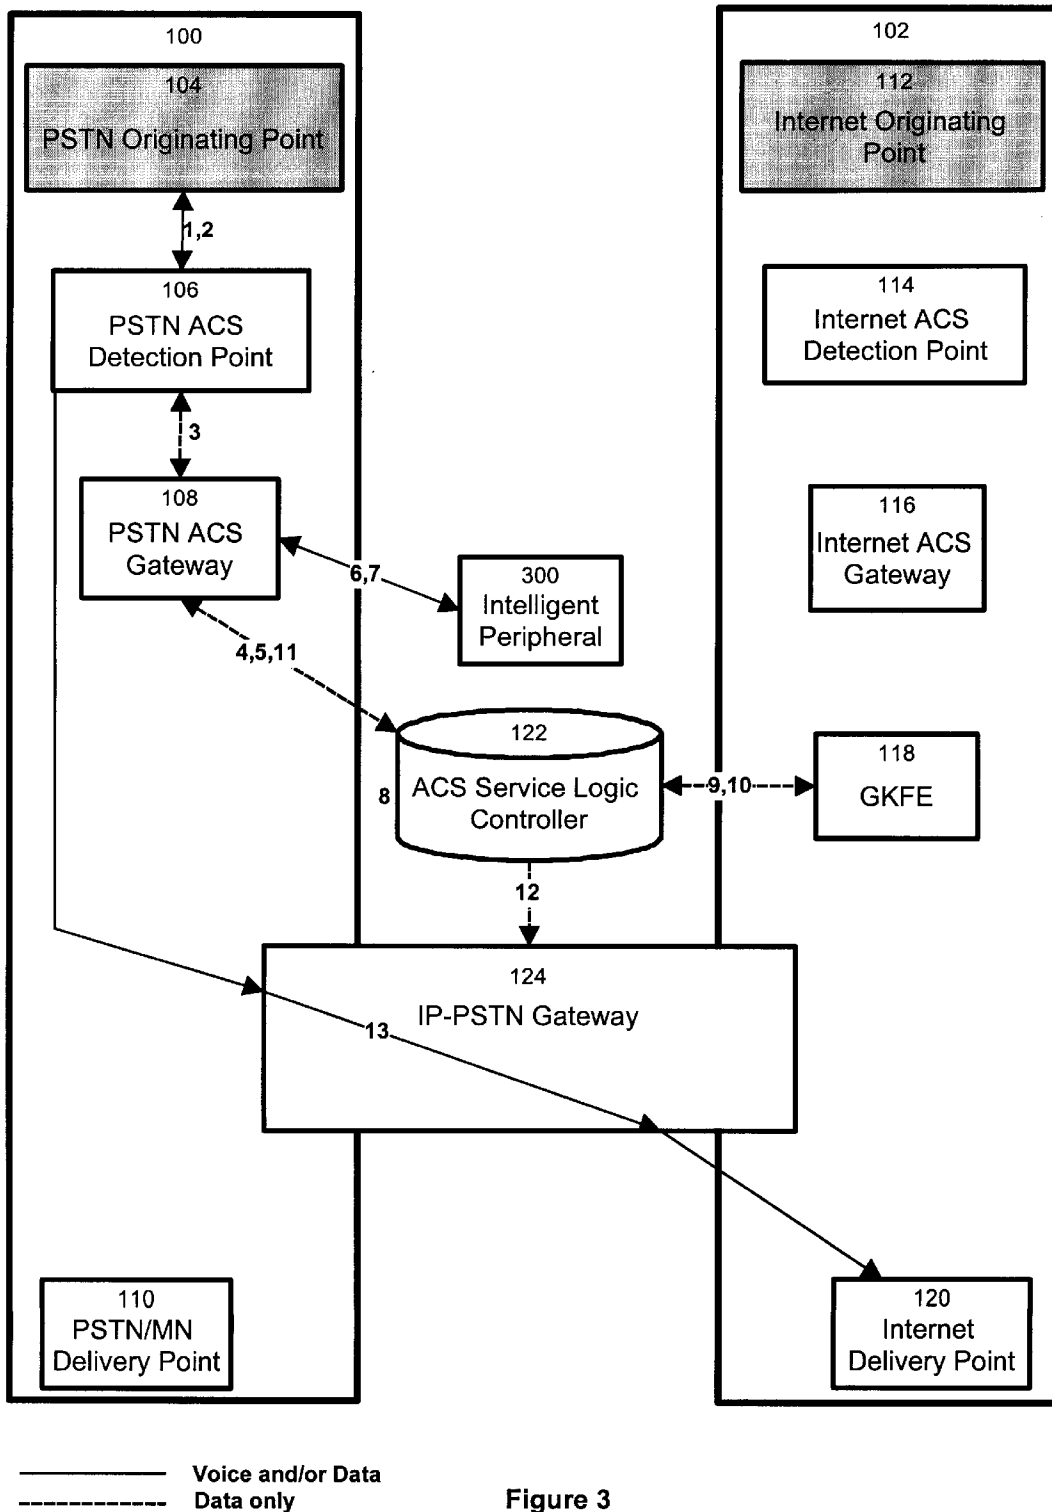 100
102
104
PSTN Originating Point
112
Internet Originating
Point
1,2
106
PSTN ACS
Detection Point
114
Internet ACS
Detection Point
3
108
PSTN ACS
Gateway
116
Internet ACS
Gateway
6,7
300
Intelligent
Peripheral
4,5,11
122
ACS Service Logic
Controller
8
9,10
118
GKFE
12
124
IP-PSTN Gateway
13
110
PSTN/MN
Delivery Point
120
Internet
Delivery Point
Voice and/or Data
Data only
Figure 3